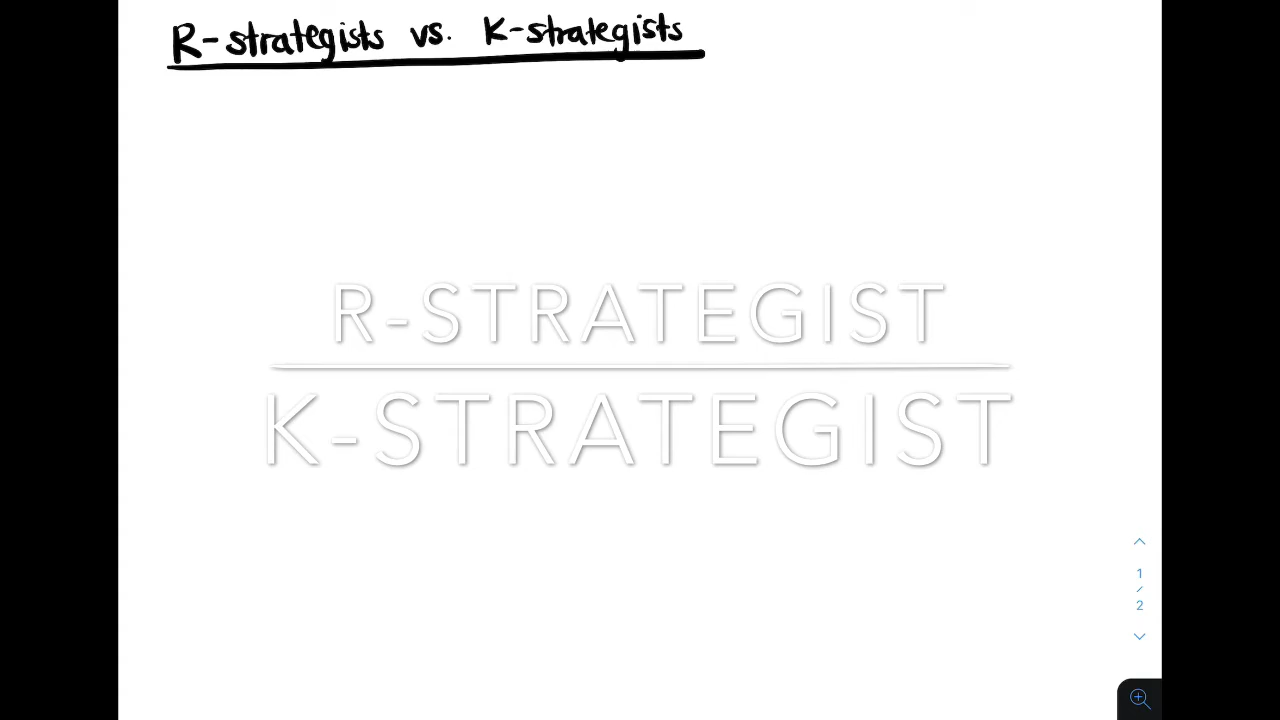 R-strategists vs. K-strategists
R-STRATEGIST
K-STRATEGIST
1
/
2